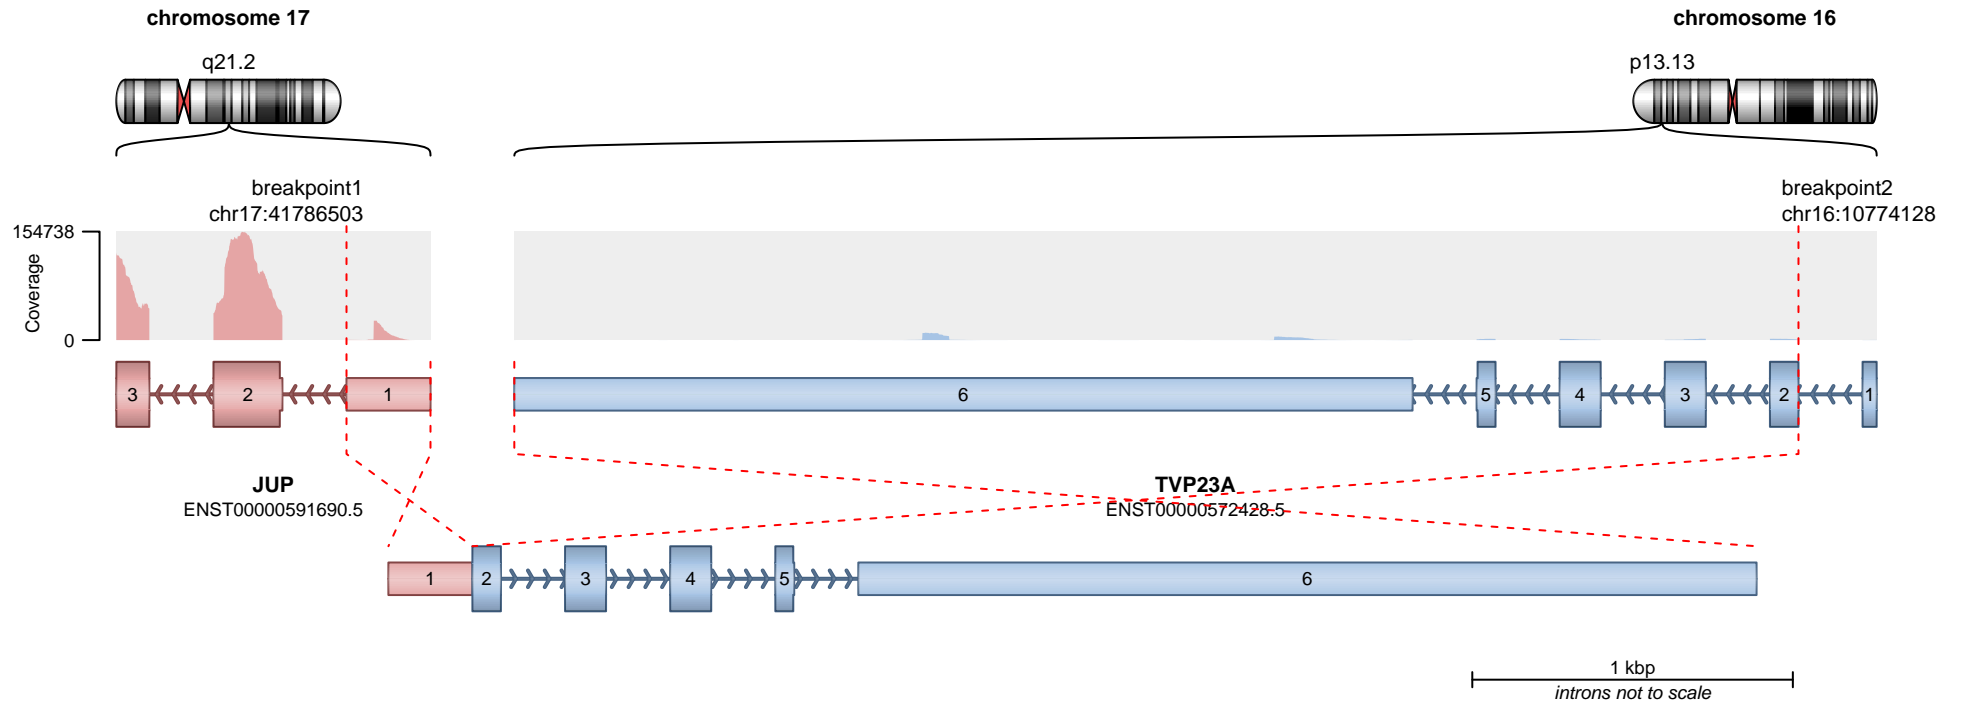 chromosome 17
chromosome 16
q21.2
p13.13
breakpoint1
chr17:41786503
breakpoint2
chr16:10774128
154738
Coverage
0
3 2 1 6 5 4 3 2 1
JUP
ENST00000591690.5
TVP23A
ENST00000572428.5
1 2 3 4 5 6
1 kbp
introns not to scale